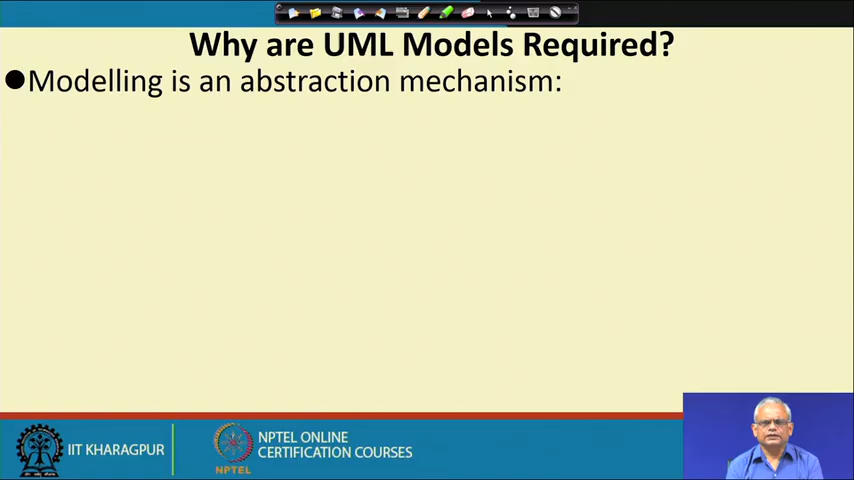 Why are UML Models Required?
●Modelling is an abstraction mechanism:
IIT KHARAGPUR
NPTEL
NPTEL ONLINE
CERTIFICATION COURSES